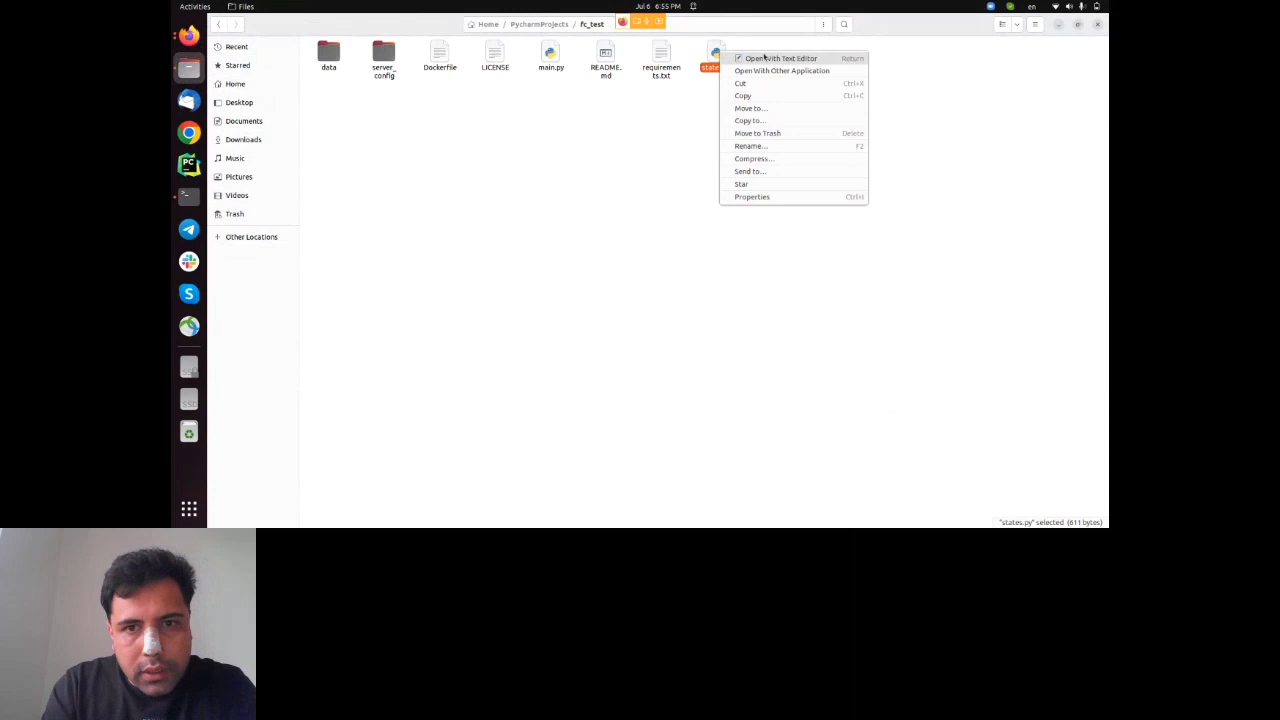 Activities
Files
Jul 6 6:55 PM
en
Home / PycharmProjects / fc_test
Recent
Starred
Home
Desktop
Documents
Downloads
Music
Pictures
Videos
Trash
+ Other Locations
data
server_
config
Dockerfile
LICENSE
main.py
README.
md
requiremen
ts.txt
Open With Text Editor Return
Open With Other Application
Cut Ctrl+X
Copy Ctrl+C
Move to...
Copy to...
Move to Trash Delete
Rename... F2
Compress...
Send to...
Star
Properties Ctrl+I
"states.py" selected (611 bytes)